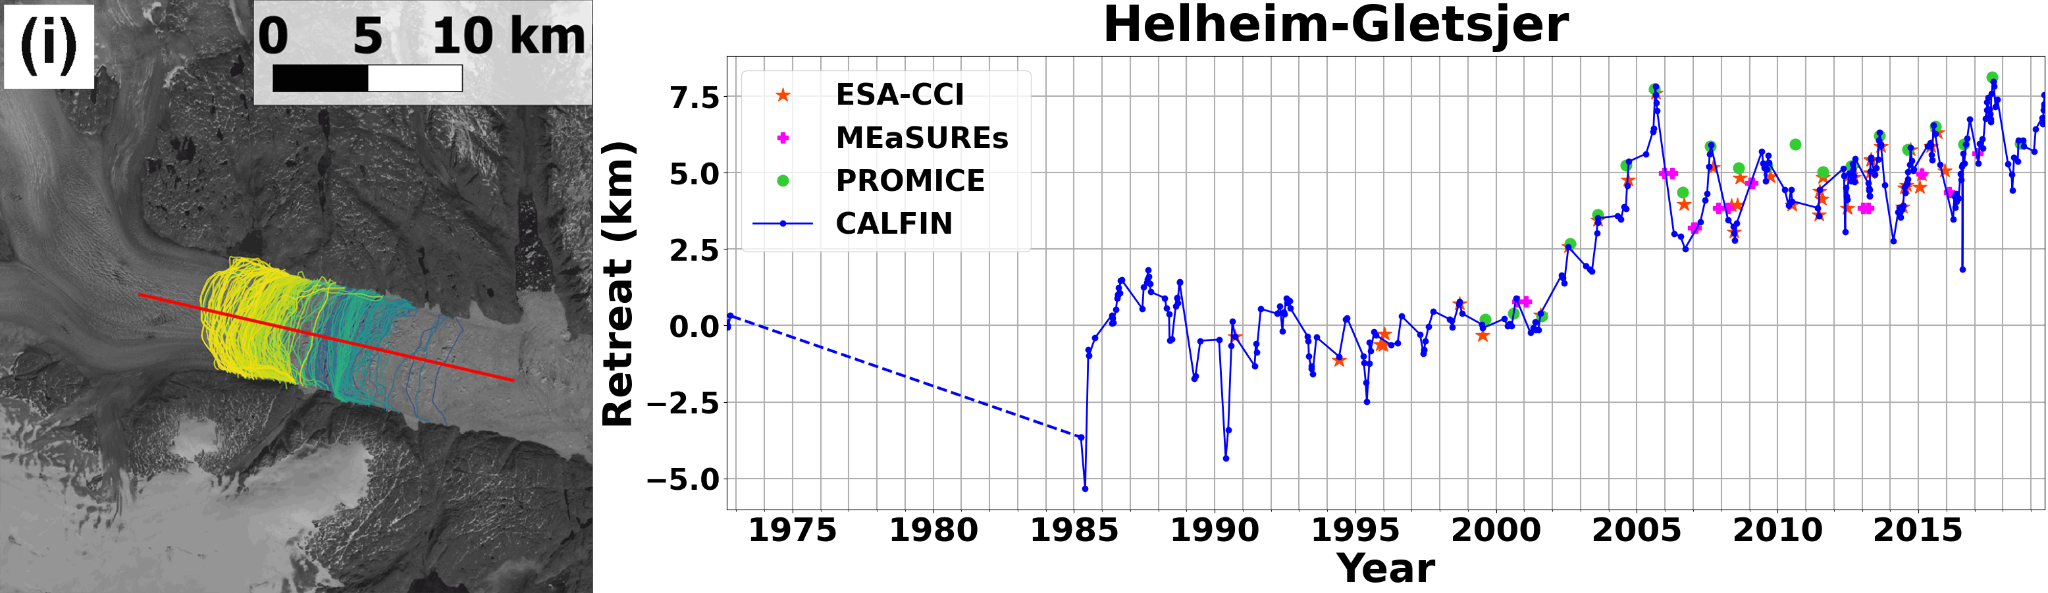 (i)
0 5 10 km
Helheim-Gletsjer
ESA-CCI
MEaSUREs
PROMICE
CALFIN
Retreat (km)
7.5
5.0
2.5
0.0
−2.5
−5.0
1975 1980 1985 1990 1995 2000 2005 2010 2015
Year